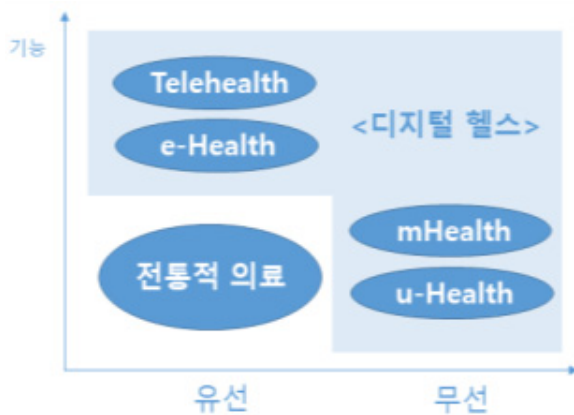 기능
Telehealth
e-Health
<디지털 헬스>
전통적 의료
mHealth
u-Health
유선
무선